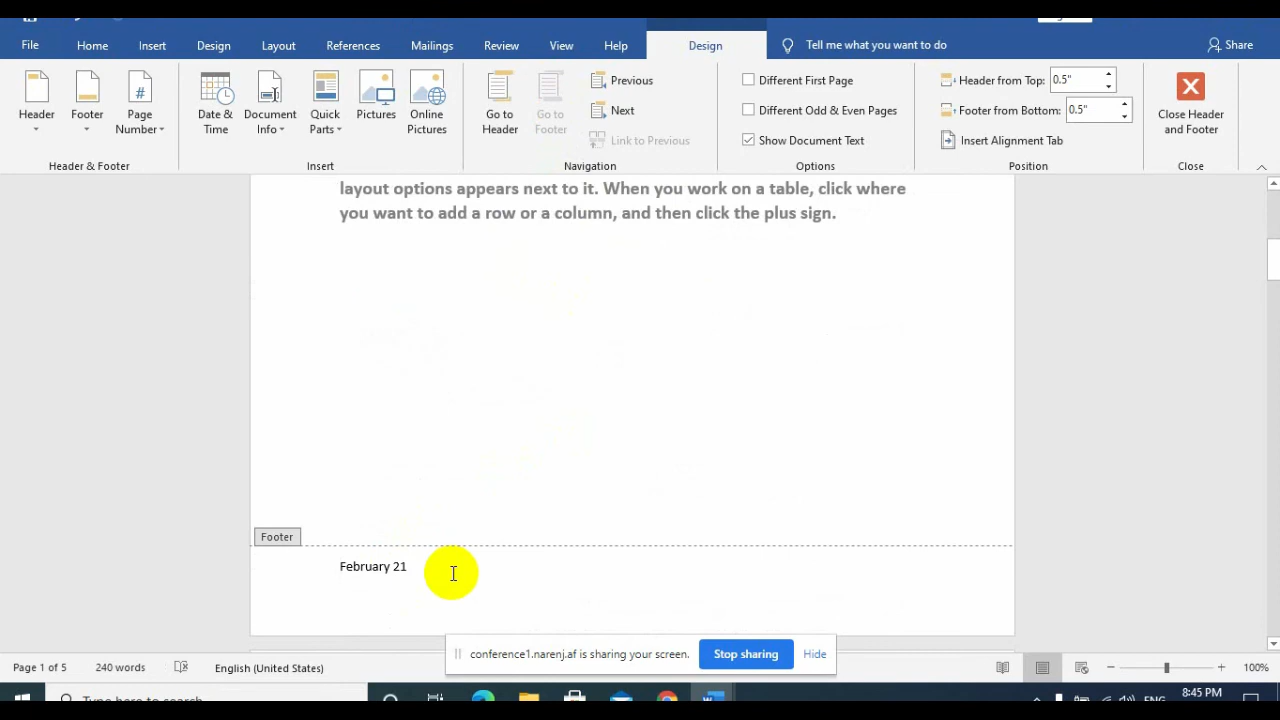 File Home Insert Design Layout References Mailings Review View Help Design Tell me what you want to do Share
Header Footer Page Number Date & Time Document Info Quick Parts Pictures Online Pictures Go to Header Go to Footer Previous Next Link to Previous
Different First Page
Different Odd & Even Pages
Show Document Text
Header from Top: 0.5"
Footer from Bottom: 0.5"
Insert Alignment Tab
Close Header and Footer
Header & Footer Insert Navigation Options Position Close
layout options appears next to it. When you work on a table, click where
you want to add a row or a column, and then click the plus sign.
Footer
February 21
conference1.narenj.af is sharing your screen. Stop sharing Hide
Page 1 of 5 240 words English (United States) 100%
Type here to search ENG 8:45 PM